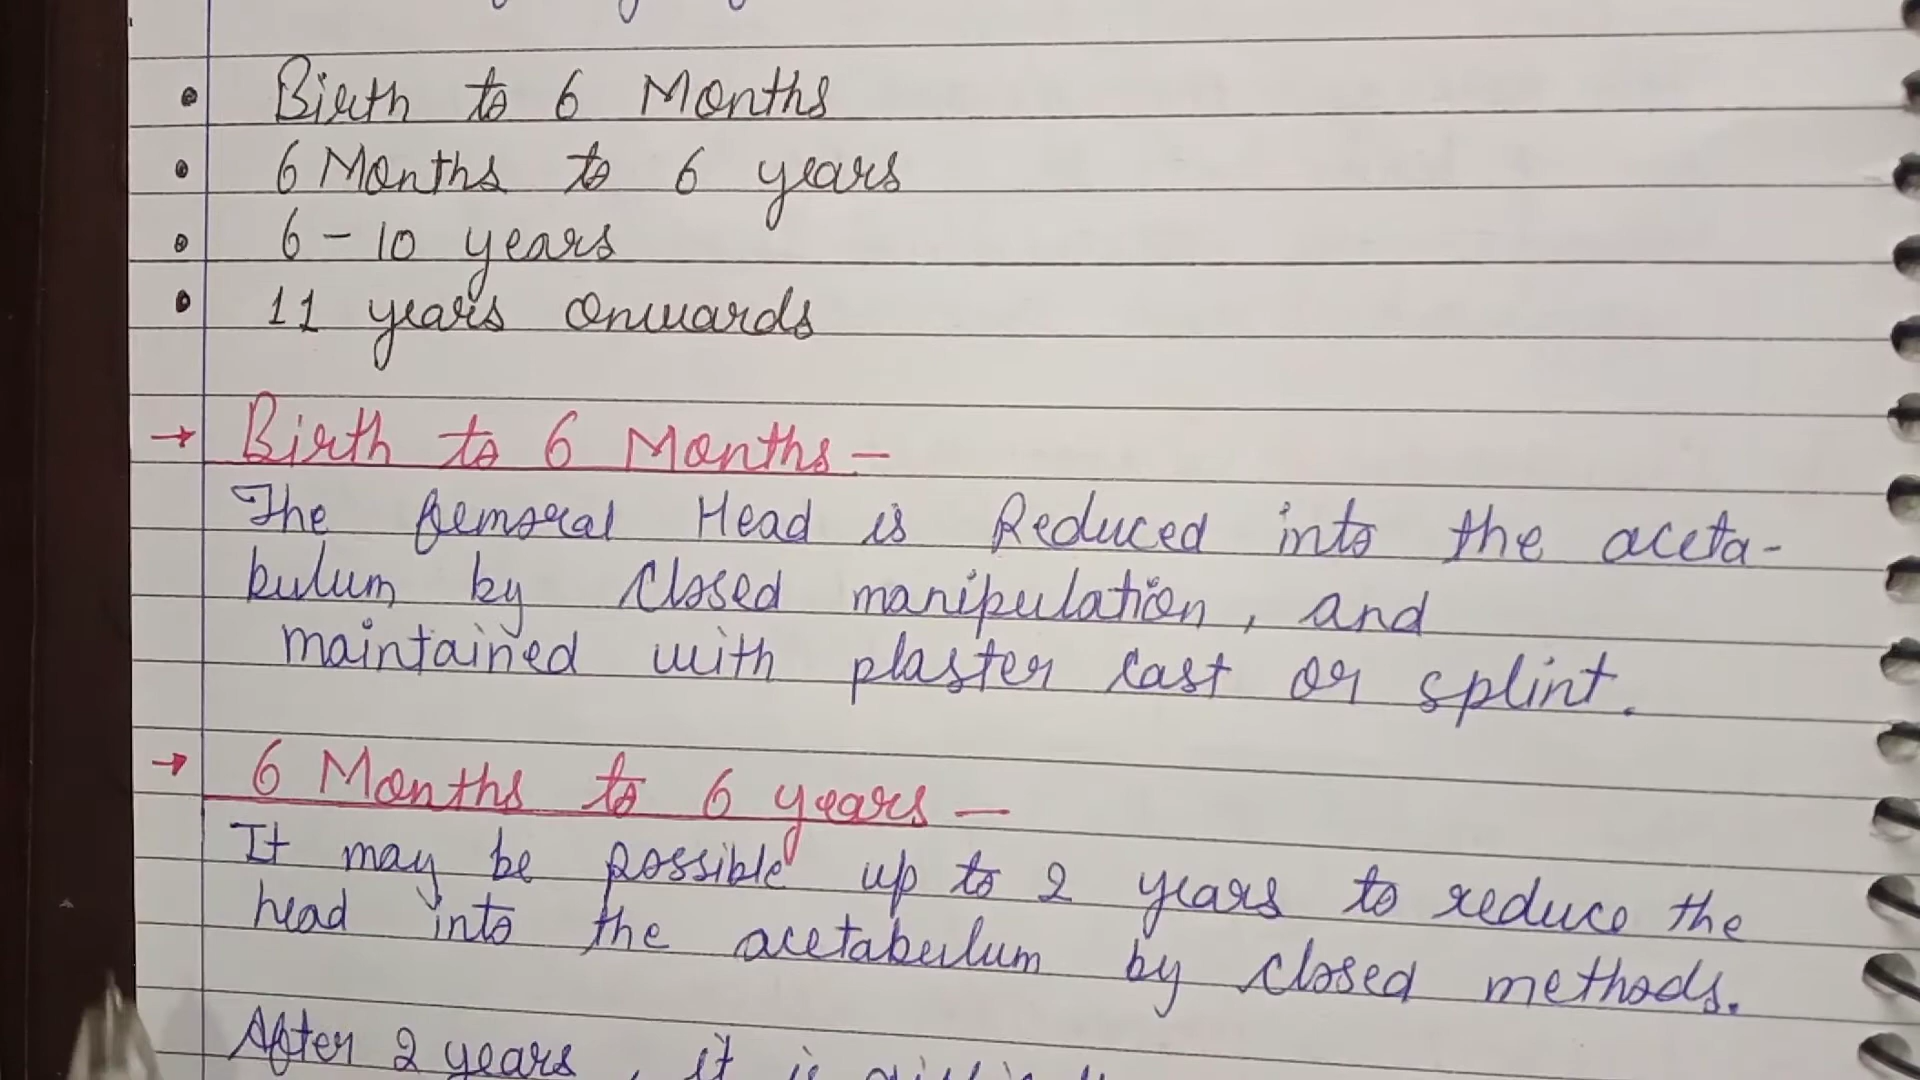 • Birth to 6 Months
• 6 Months to 6 years
• 6 - 10 years
• 11 years onwards
→ Birth to 6 Months -
The femoral Head is Reduced into the aceta-
bulum by closed manipulation, and
maintained with plaster cast or splint.
→ 6 Months to 6 years -
It may be possible up to 2 years to reduce the
head into the acetabulum by closed methods.
After 2 years, it is